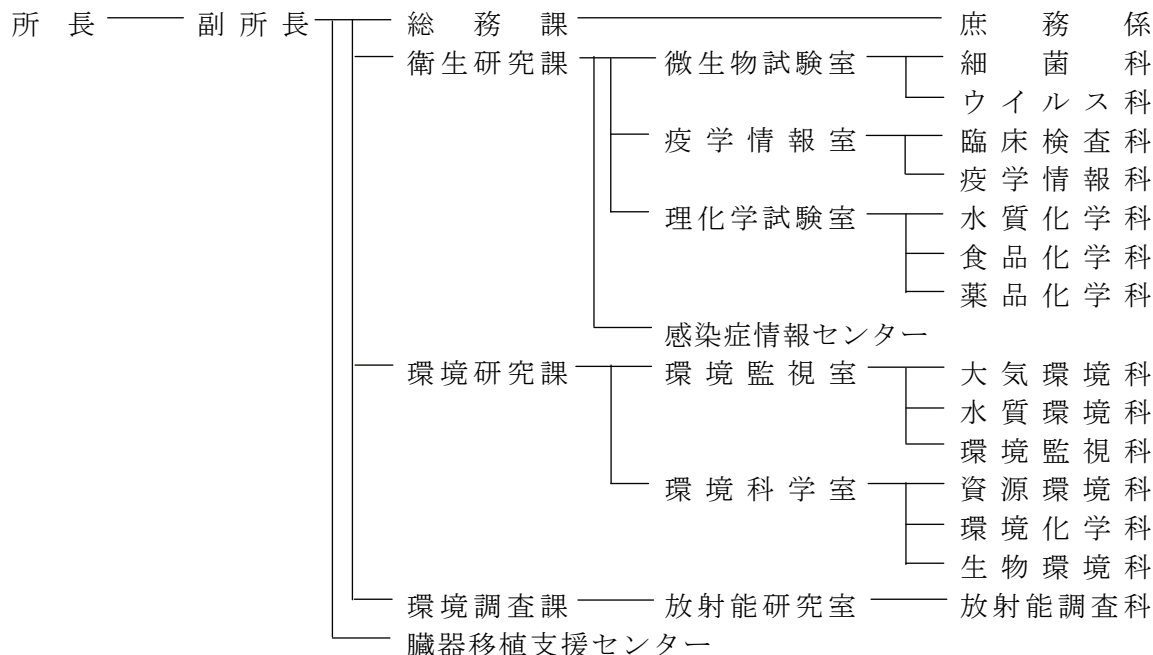 所長 副所長 総務課 庶務係
衛生研究課 微生物試験室 細菌科
ウイルス科
疫学情報室 臨床検査科
疫学情報科
理化学試験室 水質化学科
食品化学科
薬品化学科
感染症情報センター
環境研究課 環境監視室 大気環境科
水質環境科
環境監視科
環境科学室 資源環境科
環境化学科
生物環境科
環境調査課 放射能研究室 放射能調査科
臓器移植支援センター